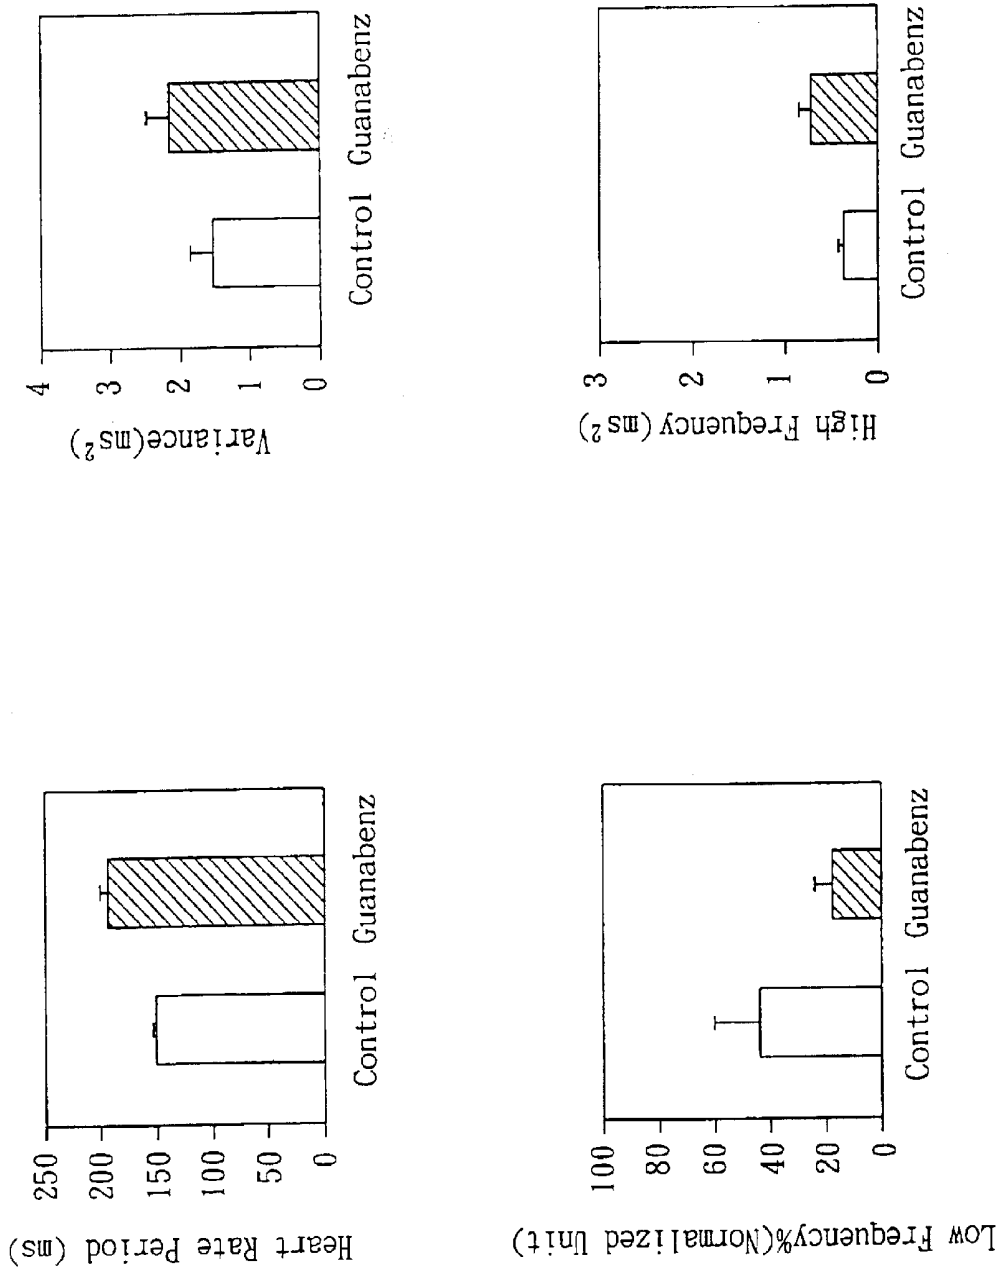 Heart Rate Period (ms)
250
200
150
100
50
0
Control Guanabenz
Variance(ms²)
4
3
2
1
0
Control Guanabenz
Low Frequency%(Normalized Unit)
100
80
60
40
20
0
Control Guanabenz
High Frequency(ms²)
3
2
1
0
Control Guanabenz